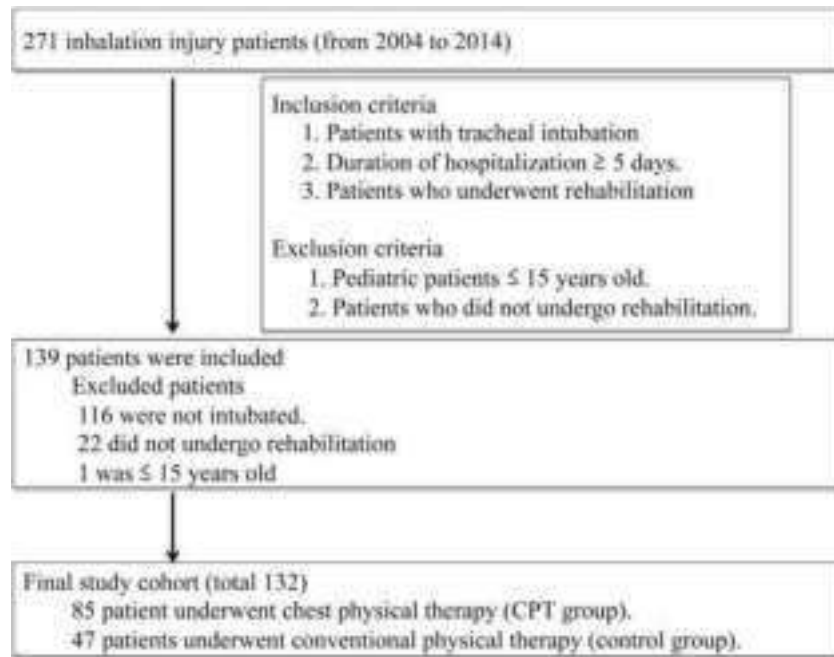 271 inhalation injury patients (from 2004 to 2014)
Inclusion criteria
1. Patients with tracheal intubation
2. Duration of hospitalization ≥ 5 days.
3. Patients who underwent rehabilitation
Exclusion criteria
1. Pediatric patients ≦ 15 years old.
2. Patients who did not undergo rehabilitation.
139 patients were included
Excluded patients
116 were not intubated.
22 did not undergo rehabilitation
1 was ≦ 15 years old
Final study cohort (total 132)
85 patient underwent chest physical therapy (CPT group).
47 patients underwent conventional physical therapy (control group).